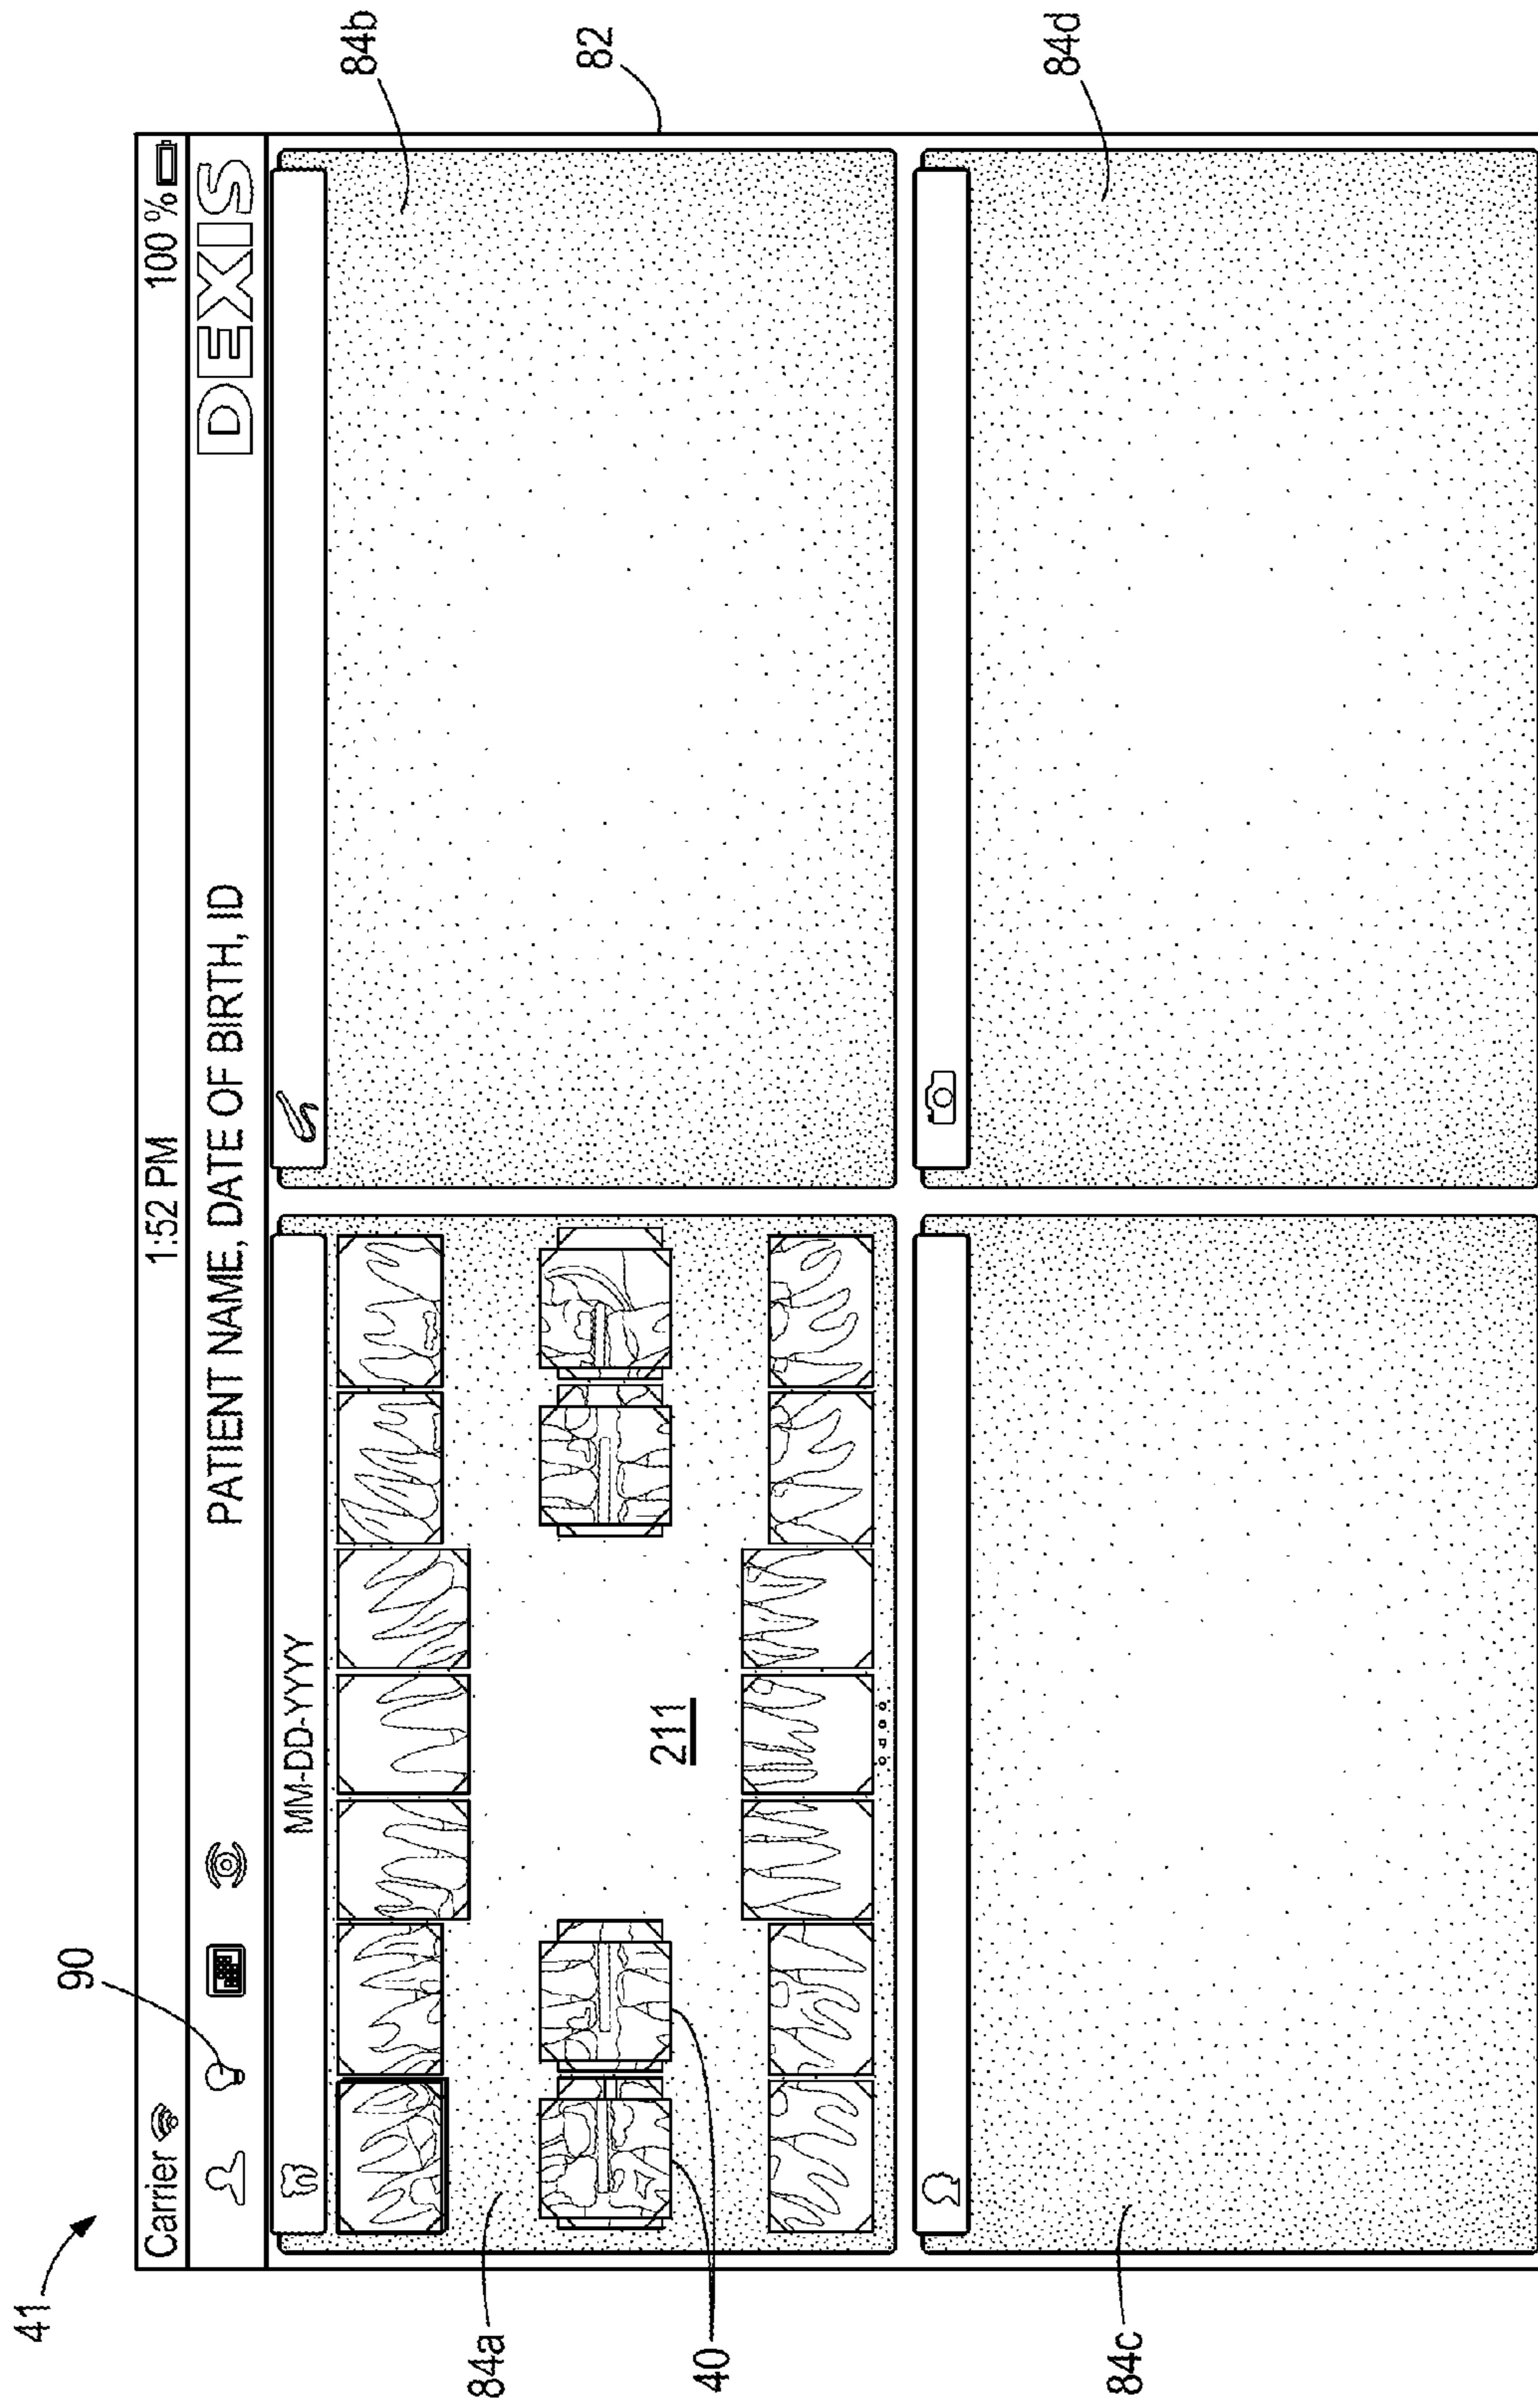 41
90
Carrier 1:52 PM 100 %
PATIENT NAME, DATE OF BIRTH, ID DEXIS
MM-DD-YYYY
84b
82
211
84a
40
84d
84c